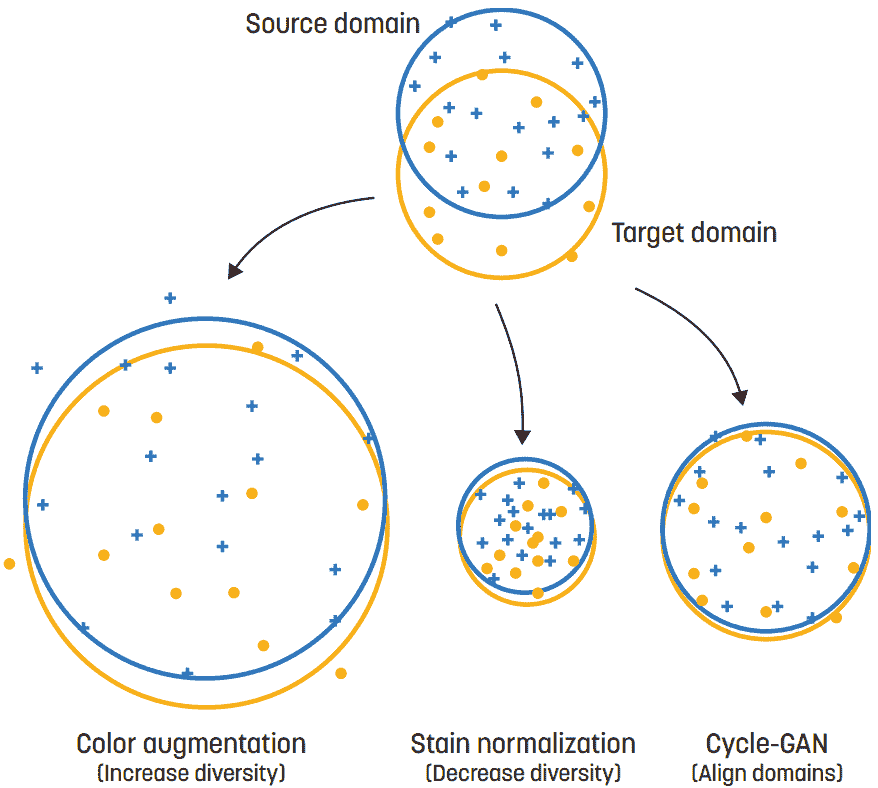 Source domain
Target domain
Color augmentation
(Increase diversity)
Stain normalization
(Decrease diversity)
Cycle-GAN
(Align domains)